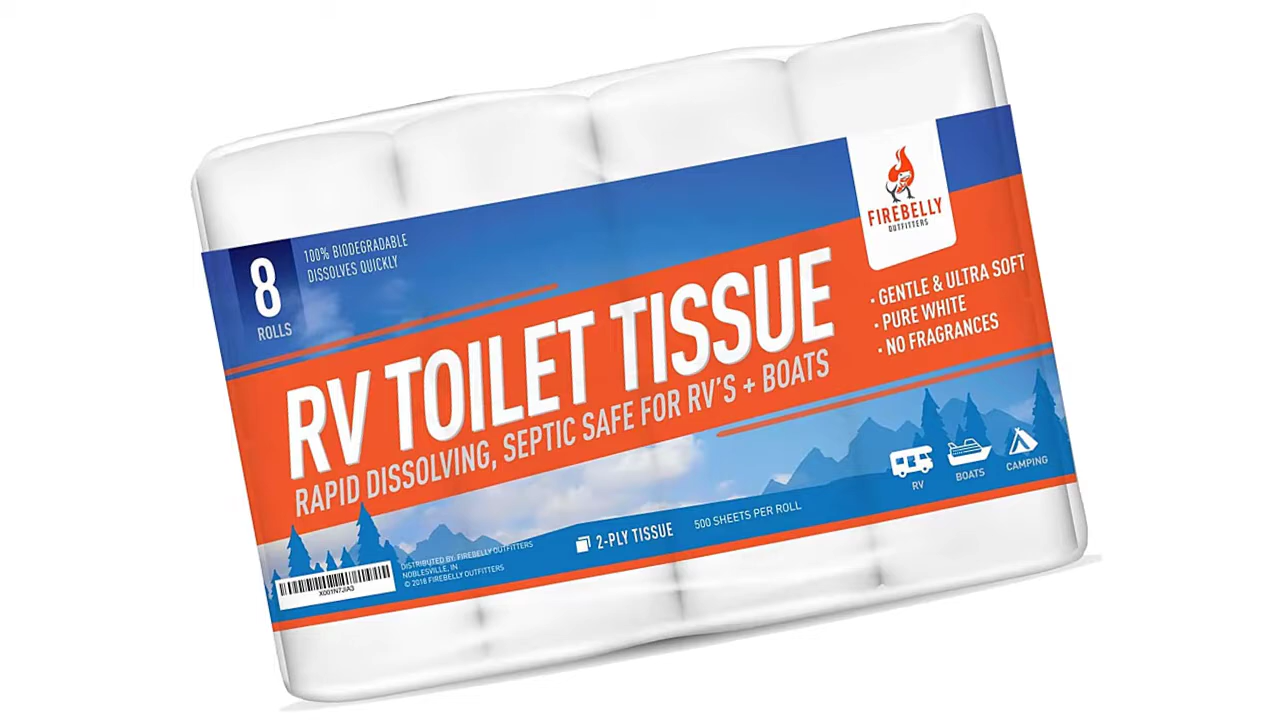 8
ROLLS
100% BIODEGRADABLE
DISSOLVES QUICKLY
FIREBELLY
OUTFITTERS
RV TOILET TISSUE
RAPID DISSOLVING, SEPTIC SAFE FOR RV'S + BOATS
· GENTLE & ULTRA SOFT
· PURE WHITE
· NO FRAGRANCES
RV
BOATS
CAMPING
2-PLY TISSUE
500 SHEETS PER ROLL
DISTRIBUTED BY: FIREBELLY OUTFITTERS
NOBLESVILLE, IN
© 2018 FIREBELLY OUTFITTERS
X001N7JIA3